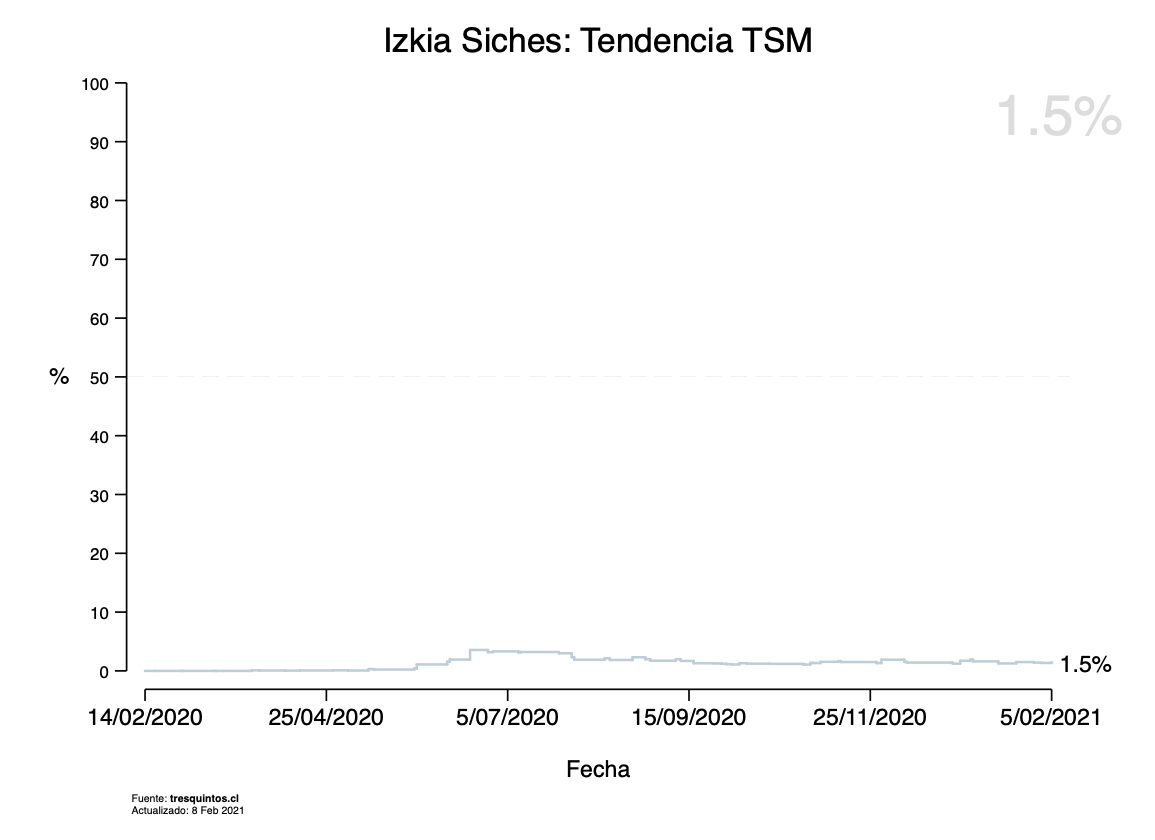 Izkia Siches: Tendencia TSM
1.5%
100
90
80
70
60
%
50
40
30
20
10
0
1.5%
14/02/2020 25/04/2020 5/07/2020 15/09/2020 25/11/2020 5/02/2021
Fecha
Fuente: tresquintos.cl
Actualizado: 8 Feb 2021